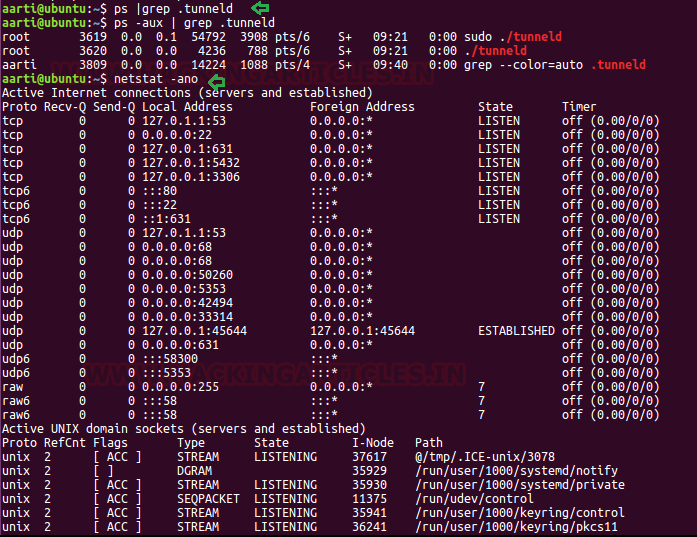 aarti@ubuntu:~$ ps |grep .tunneld
aarti@ubuntu:~$ ps -aux | grep .tunneld
root 3619 0.0 0.1 54792 3908 pts/6 S+ 09:21 0:00 sudo ./tunneld
root 3620 0.0 0.0 4236 788 pts/6 S+ 09:21 0:00 ./tunneld
aarti 3809 0.0 0.0 14224 1088 pts/4 S+ 09:40 0:00 grep --color=auto .tunneld
aarti@ubuntu:~$ netstat -ano
Active Internet connections (servers and established)
Proto Recv-Q Send-Q Local Address Foreign Address State Timer
tcp 0 0 127.0.1.1:53 0.0.0.0:* LISTEN off (0.00/0/0)
tcp 0 0 0.0.0.0:22 0.0.0.0:* LISTEN off (0.00/0/0)
tcp 0 0 127.0.0.1:631 0.0.0.0:* LISTEN off (0.00/0/0)
tcp 0 0 127.0.0.1:5432 0.0.0.0:* LISTEN off (0.00/0/0)
tcp 0 0 127.0.0.1:3306 0.0.0.0:* LISTEN off (0.00/0/0)
tcp6 0 0 :::80 :::* LISTEN off (0.00/0/0)
tcp6 0 0 :::22 :::* LISTEN off (0.00/0/0)
tcp6 0 0 ::1:631 :::* LISTEN off (0.00/0/0)
udp 0 0 127.0.1.1:53 0.0.0.0:* off (0.00/0/0)
udp 0 0 0.0.0.0:68 0.0.0.0:* off (0.00/0/0)
udp 0 0 0.0.0.0:68 0.0.0.0:* off (0.00/0/0)
udp 0 0 0.0.0.0:50260 0.0.0.0:* off (0.00/0/0)
udp 0 0 0.0.0.0:5353 0.0.0.0:* off (0.00/0/0)
udp 0 0 0.0.0.0:42494 0.0.0.0:* off (0.00/0/0)
udp 0 0 0.0.0.0:33314 0.0.0.0:* off (0.00/0/0)
udp 0 0 127.0.0.1:45644 127.0.0.1:45644 ESTABLISHED off (0.00/0/0)
udp 0 0 0.0.0.0:631 0.0.0.0:* off (0.00/0/0)
udp6 0 0 :::58300 :::* off (0.00/0/0)
udp6 0 0 :::5353 :::* off (0.00/0/0)
raw 0 0 0.0.0.0:255 0.0.0.0:* 7 off (0.00/0/0)
raw6 0 0 :::58 :::* 7 off (0.00/0/0)
raw6 0 0 :::58 :::* 7 off (0.00/0/0)
Active UNIX domain sockets (servers and established)
Proto RefCnt Flags Type State I-Node Path
unix 2 [ ACC ] STREAM LISTENING 37617 @/tmp/.ICE-unix/3078
unix 2 [ ] DGRAM 35929 /run/user/1000/systemd/notify
unix 2 [ ACC ] STREAM LISTENING 35930 /run/user/1000/systemd/private
unix 2 [ ACC ] SEQPACKET LISTENING 11375 /run/udev/control
unix 2 [ ACC ] STREAM LISTENING 35941 /run/user/1000/keyring/control
unix 2 [ ACC ] STREAM LISTENING 36241 /run/user/1000/keyring/pkcs11